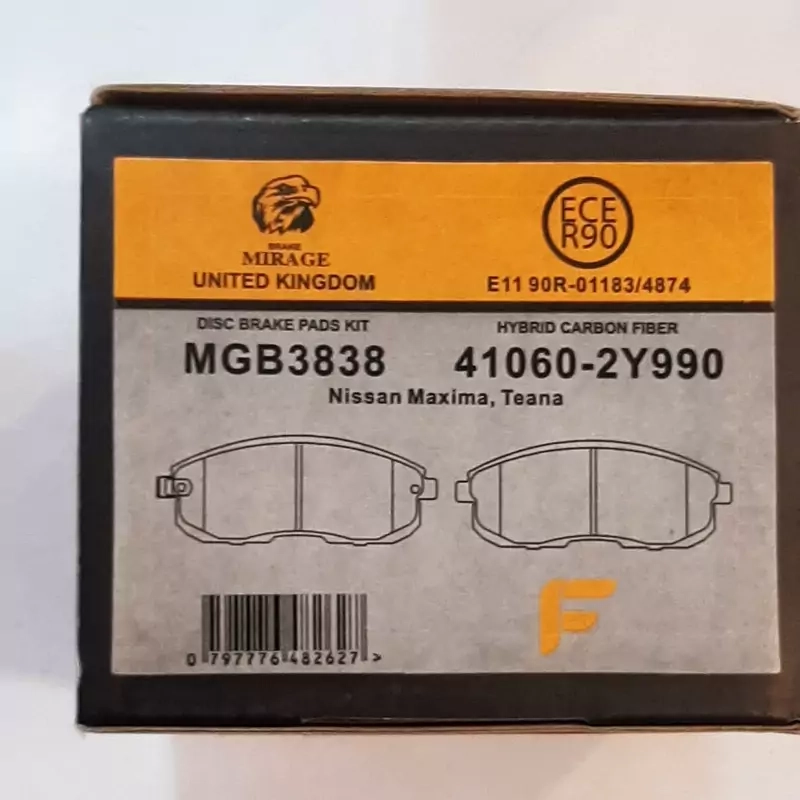 BRAKE
MIRAGE
UNITED KINGDOM
ECE
R90
E11 90R-01183/4874
DISC BRAKE PADS KIT
HYBRID CARBON FIBER
MGB3838
41060-2Y990
Nissan Maxima, Teana
F
0 797776 482627 >